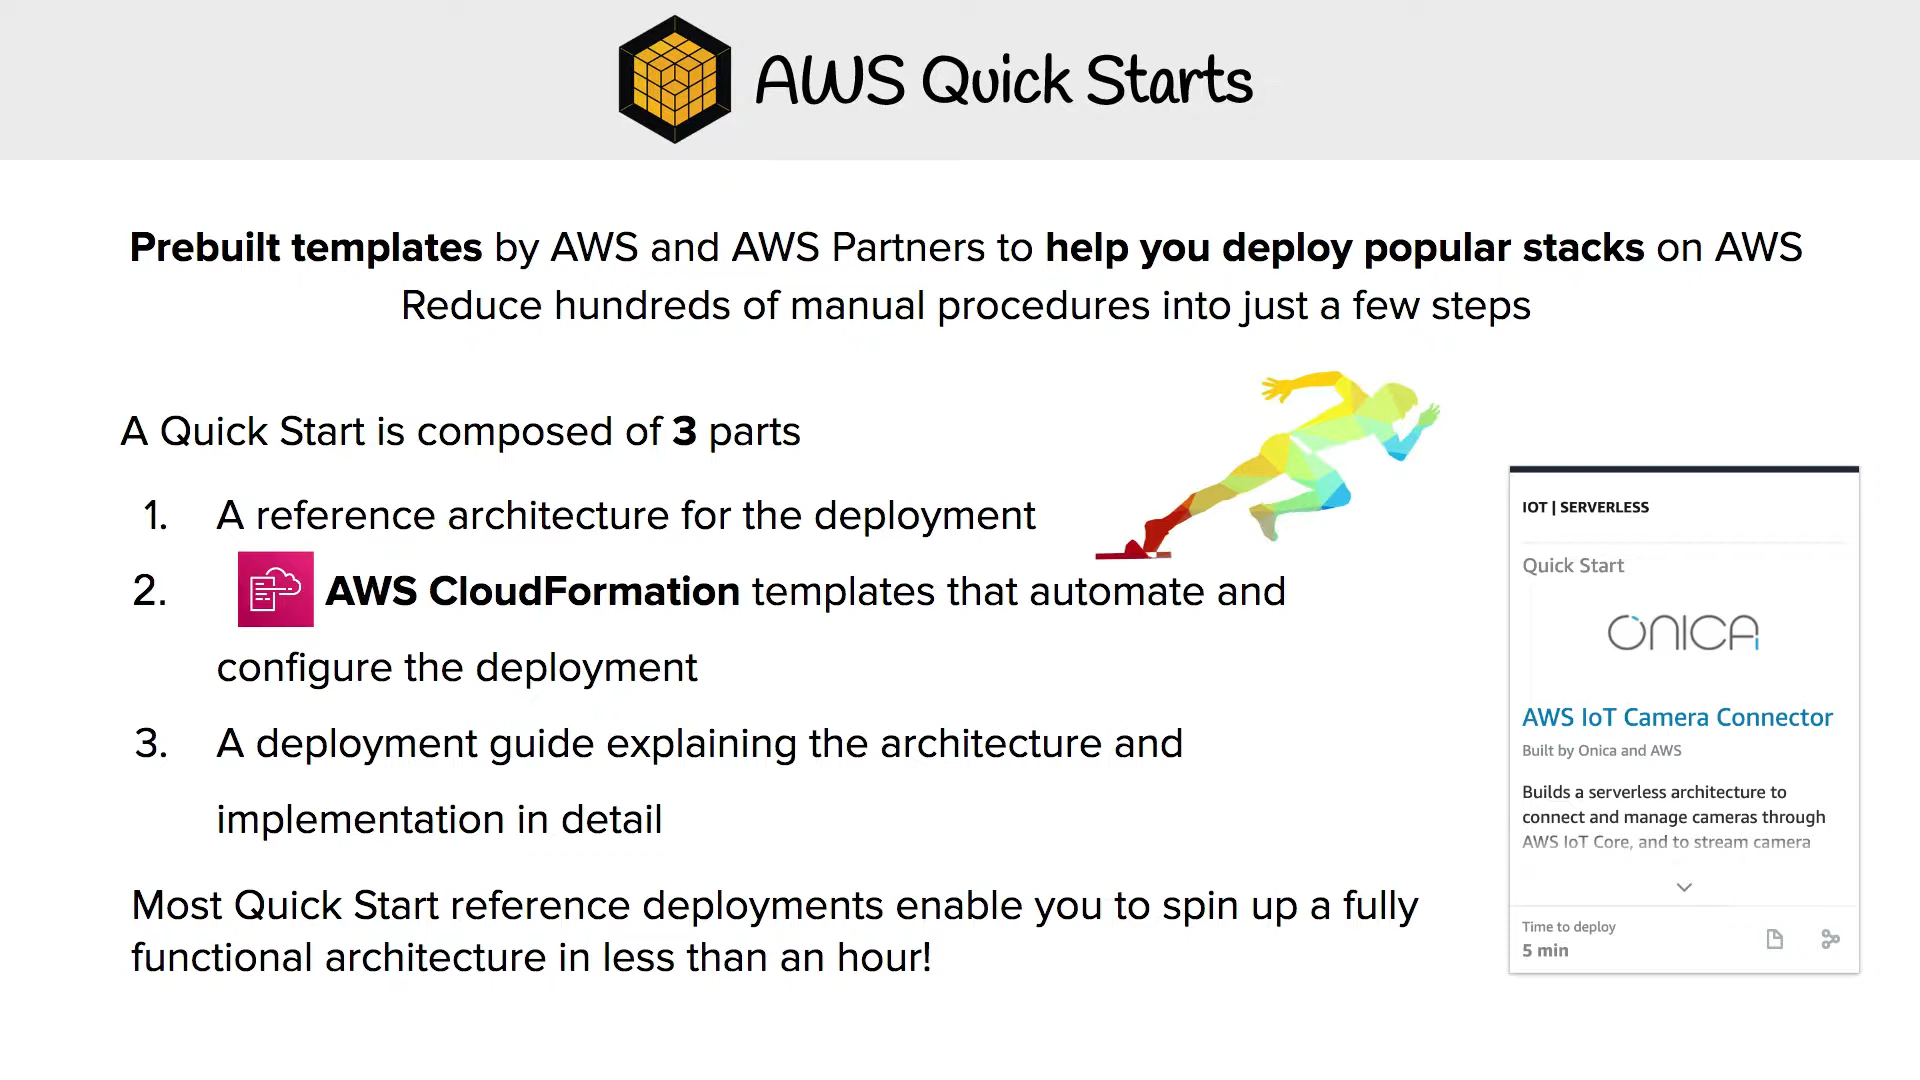 AWS Quick Starts
Prebuilt templates by AWS and AWS Partners to help you deploy popular stacks on AWS
Reduce hundreds of manual procedures into just a few steps
A Quick Start is composed of 3 parts
1. A reference architecture for the deployment
2. AWS CloudFormation templates that automate and
configure the deployment
3. A deployment guide explaining the architecture and
implementation in detail
Most Quick Start reference deployments enable you to spin up a fully
functional architecture in less than an hour!
IOT | SERVERLESS
Quick Start
ONICA
AWS IoT Camera Connector
Built by Onica and AWS
Builds a serverless architecture to
connect and manage cameras through
AWS IoT Core, and to stream camera
Time to deploy
5 min